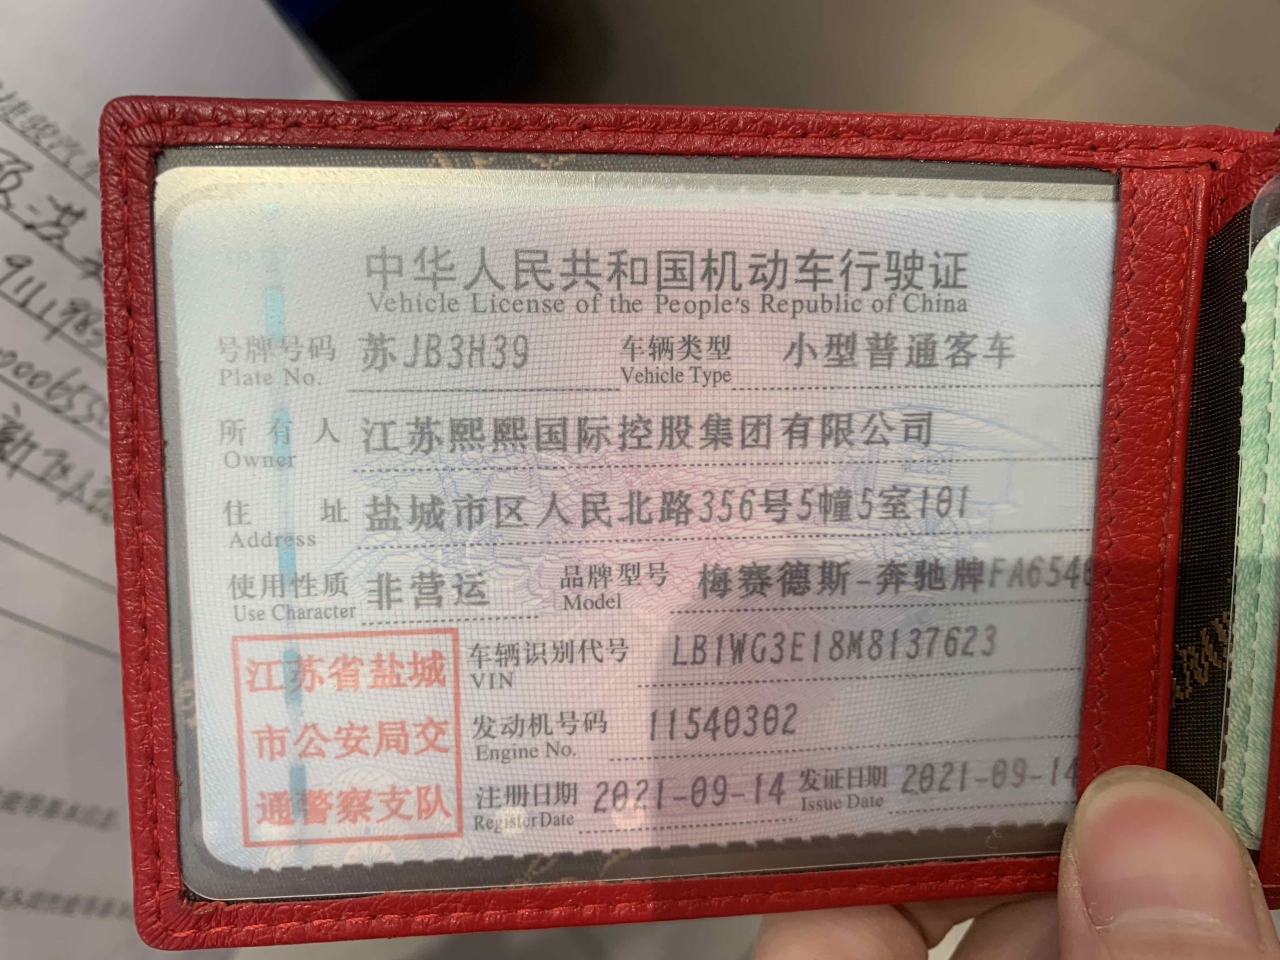 中华人民共和国机动车行驶证
Vehicle License of the People's Republic of China
号牌号码 苏JB3H39 车辆类型 小型普通客车
Plate No. Vehicle Type
所有人 江苏熙熙国际控股集团有限公司
Owner
住址 盐城市区人民北路356号5幢5室101
Address
使用性质 非营运 品牌型号 梅赛德斯-奔驰牌FA6540
Use Character Model
江苏省盐城
市公安局交
通警察支队
车辆识别代号 LB1WG3E18M8137623
VIN
发动机号码 11540302
Engine No.
注册日期 2021-09-14 发证日期 2021-09-14
Register Date Issue Date